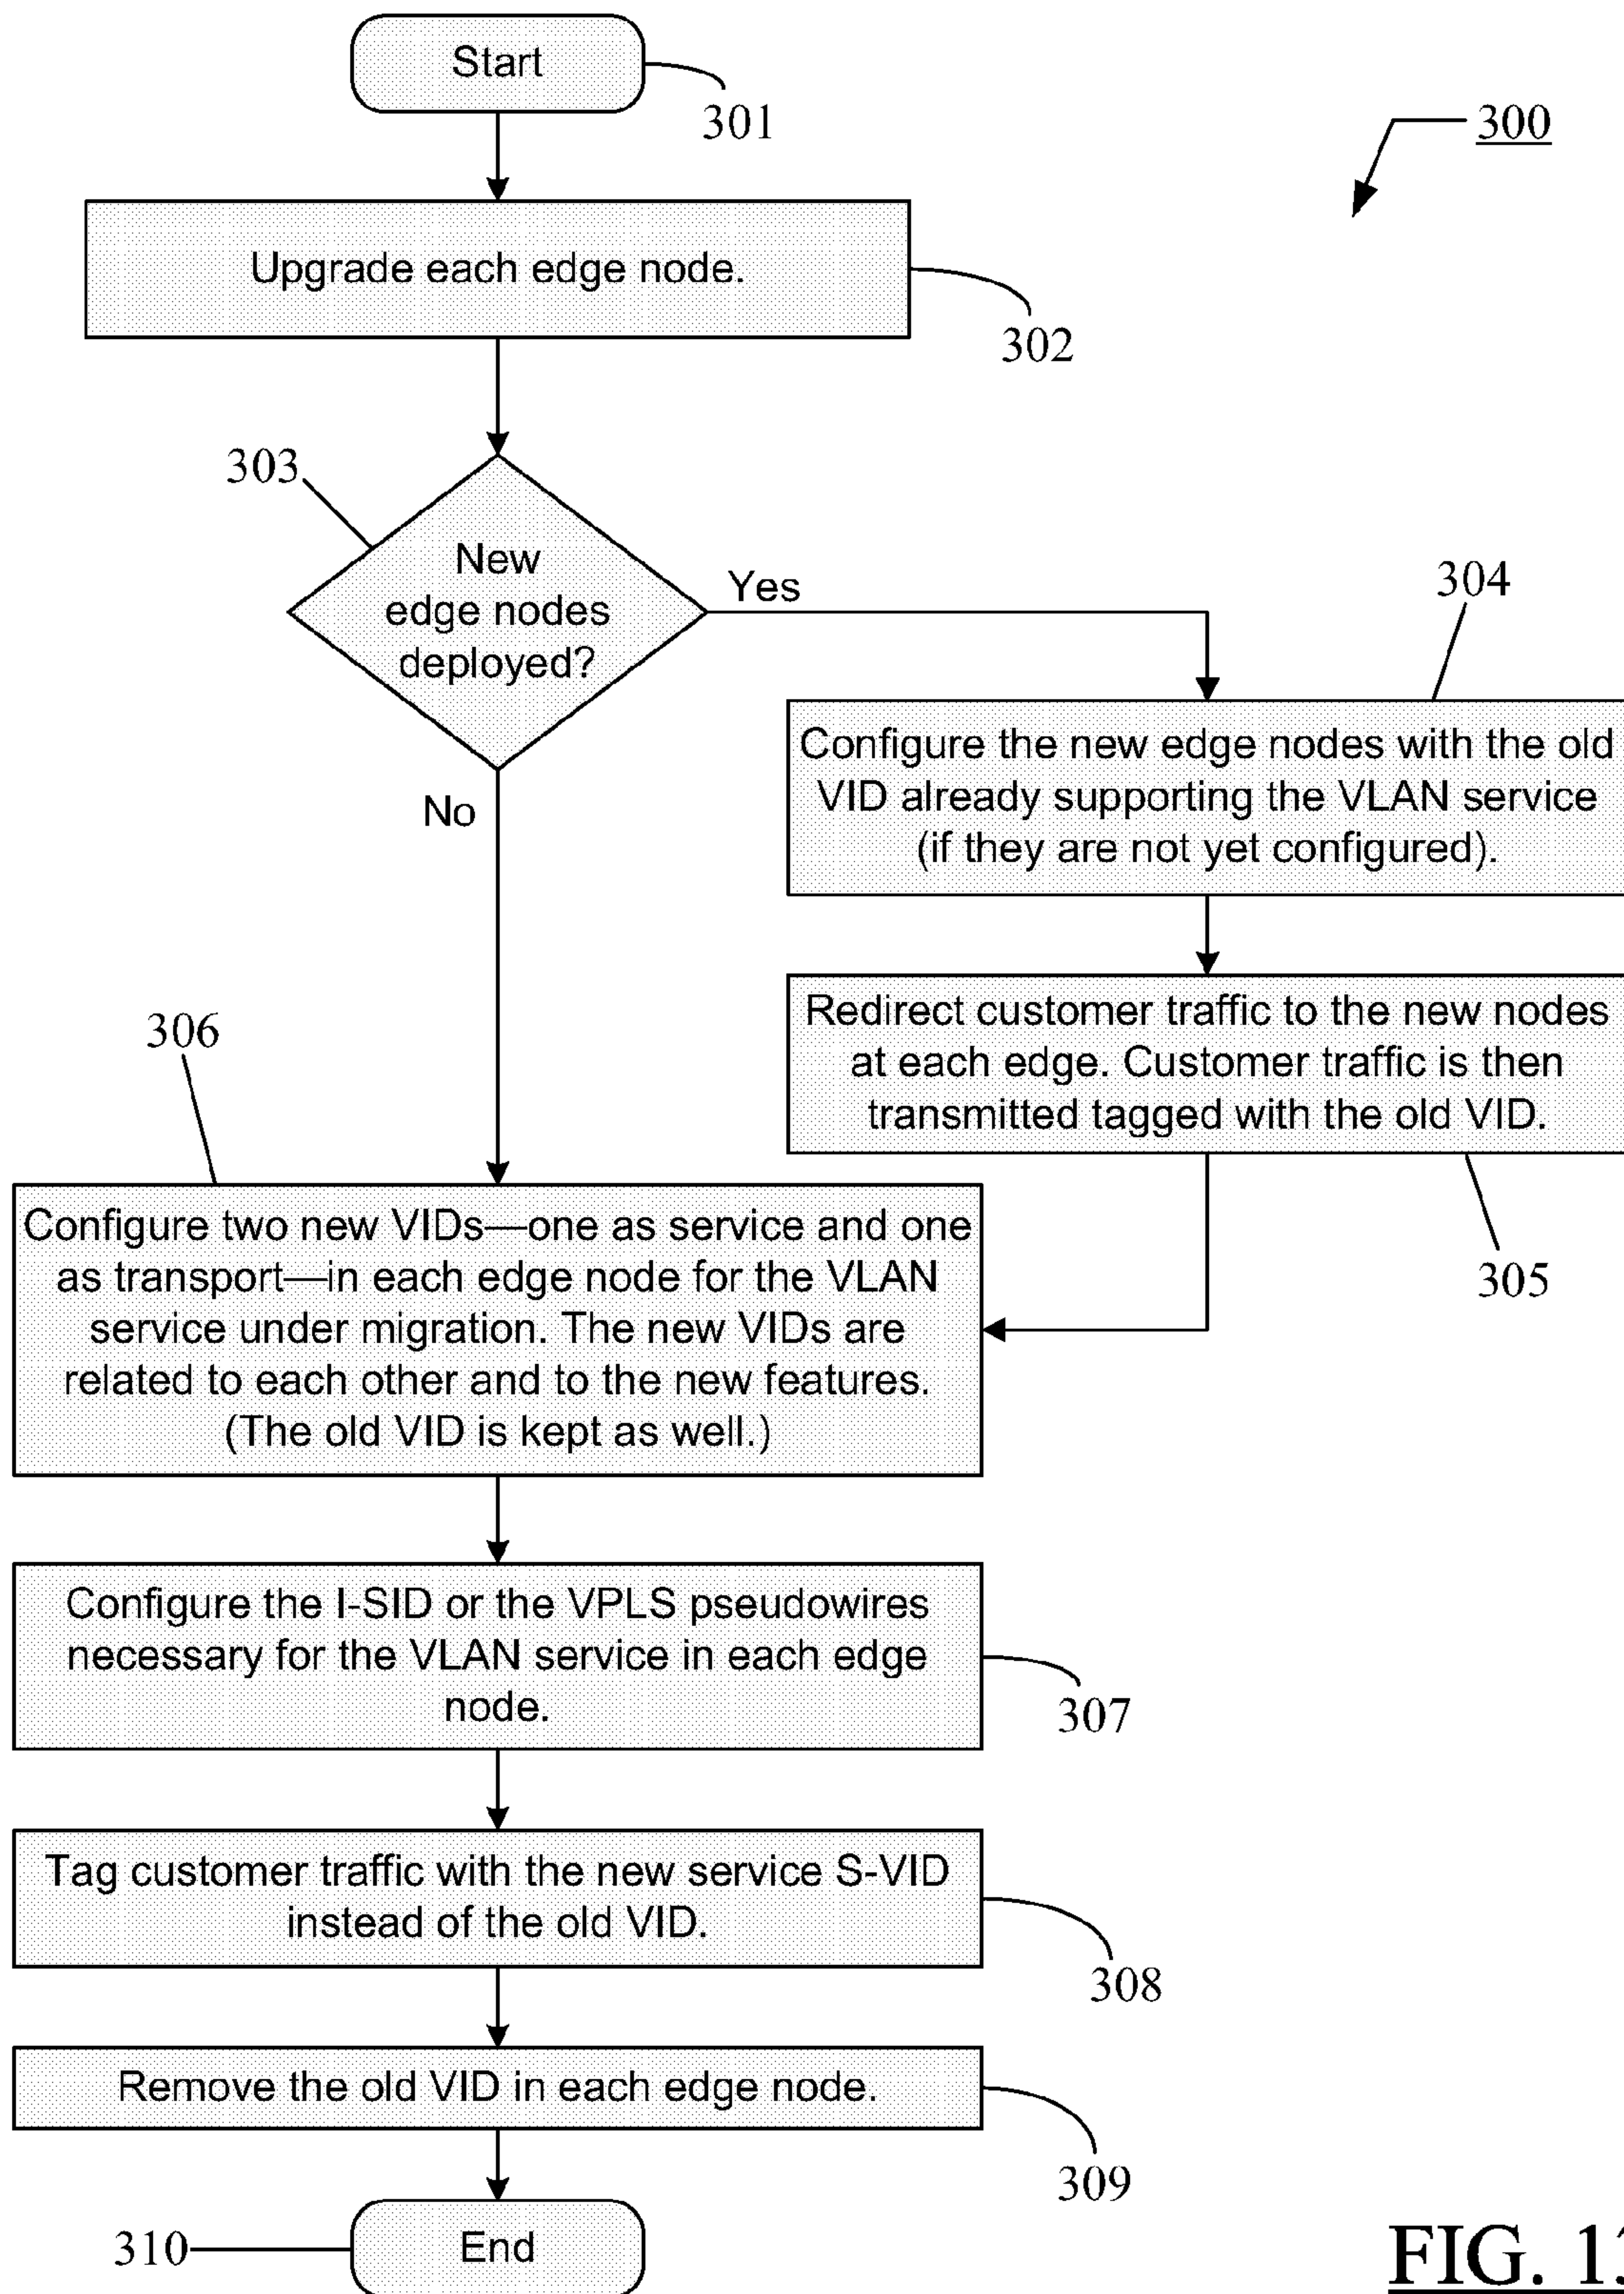 Start
301
300
Upgrade each edge node.
302
303
New
edge nodes
deployed?
Yes
No
304
Configure the new edge nodes with the old
VID already supporting the VLAN service
(if they are not yet configured).
Redirect customer traffic to the new nodes
at each edge. Customer traffic is then
transmitted tagged with the old VID.
305
306
Configure two new VIDs—one as service and one
as transport—in each edge node for the VLAN
service under migration. The new VIDs are
related to each other and to the new features.
(The old VID is kept as well.)
Configure the I-SID or the VPLS pseudowires
necessary for the VLAN service in each edge
node.
307
Tag customer traffic with the new service S-VID
instead of the old VID.
308
Remove the old VID in each edge node.
309
End
310
FIG.